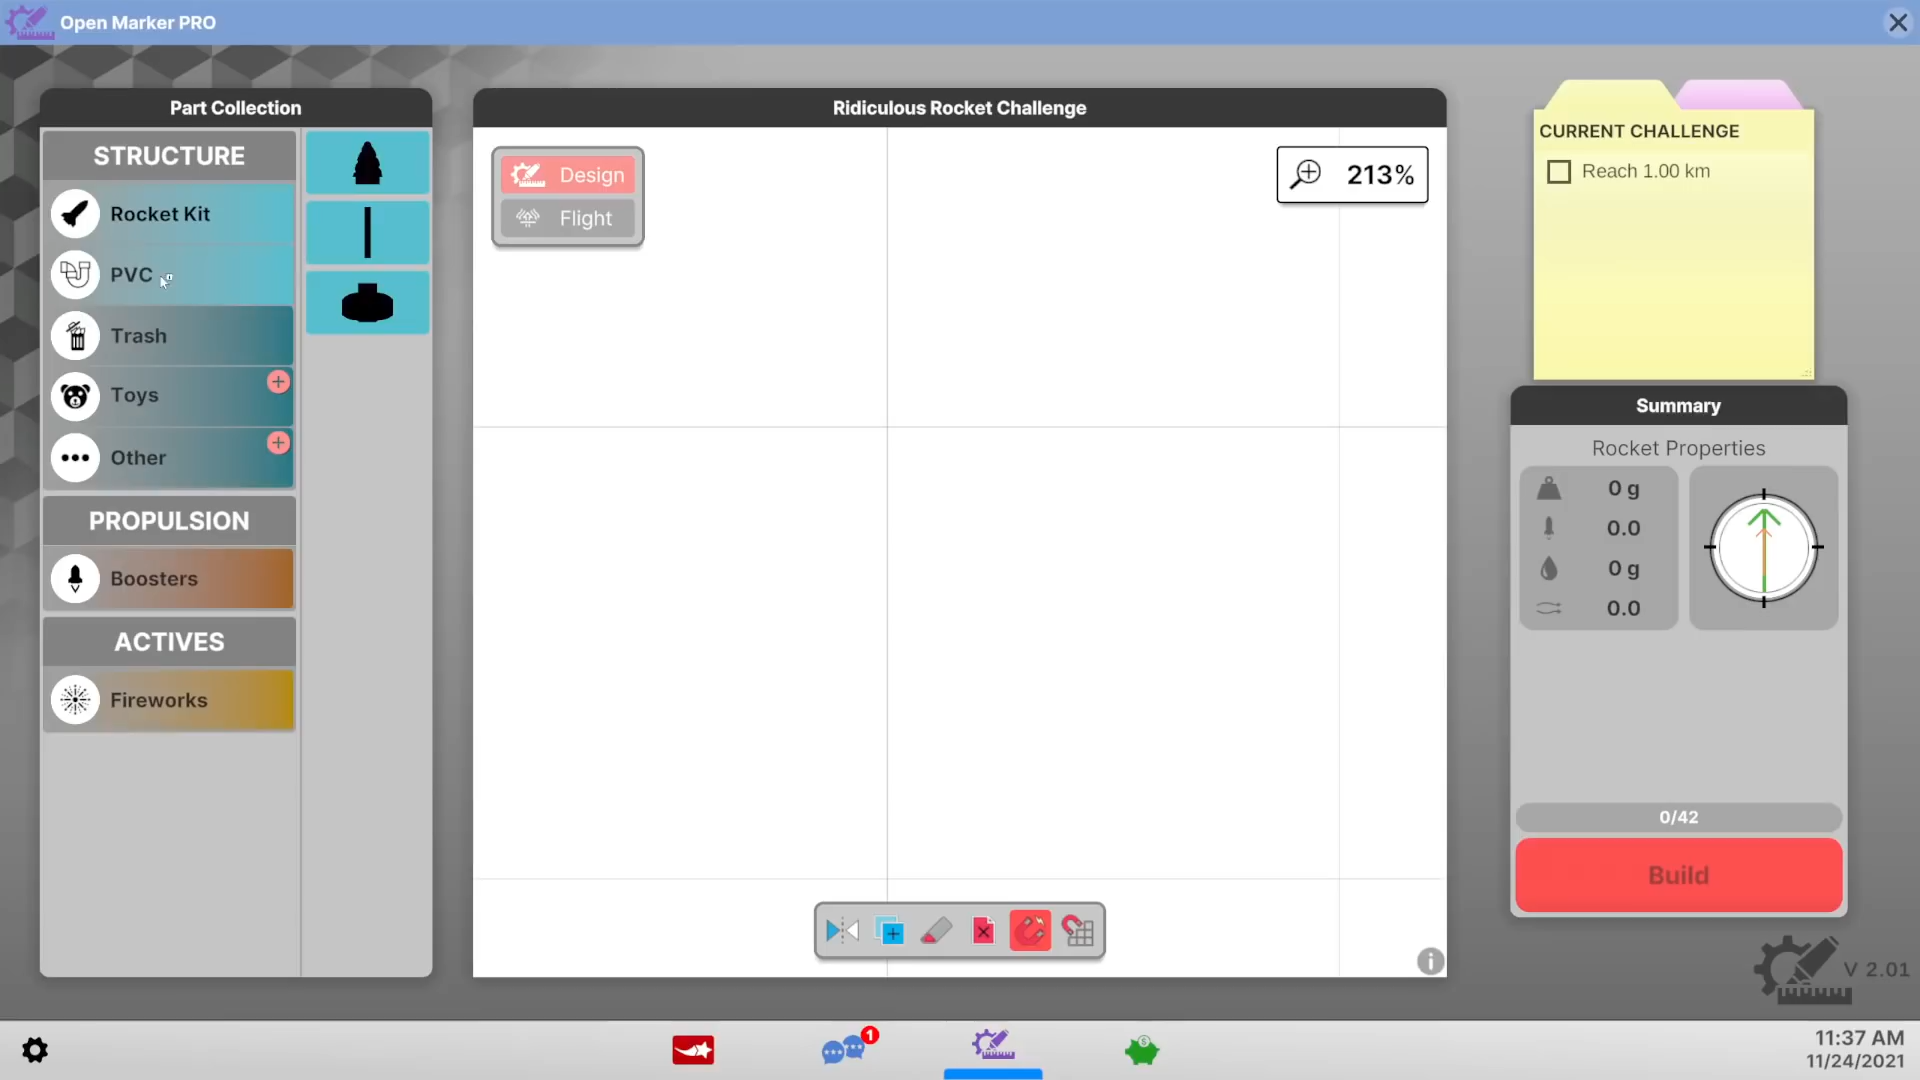 Open Marker PRO
Part Collection
STRUCTURE
Rocket Kit
PVC
Trash
Toys
Other
PROPULSION
Boosters
ACTIVES
Fireworks
Ridiculous Rocket Challenge
Design
Flight
213%
CURRENT CHALLENGE
Reach 1.00 km
Summary
Rocket Properties
0 g
0.0
0 g
0.0
0/42
Build
V 2.01
1
11:37 AM
11/24/2021